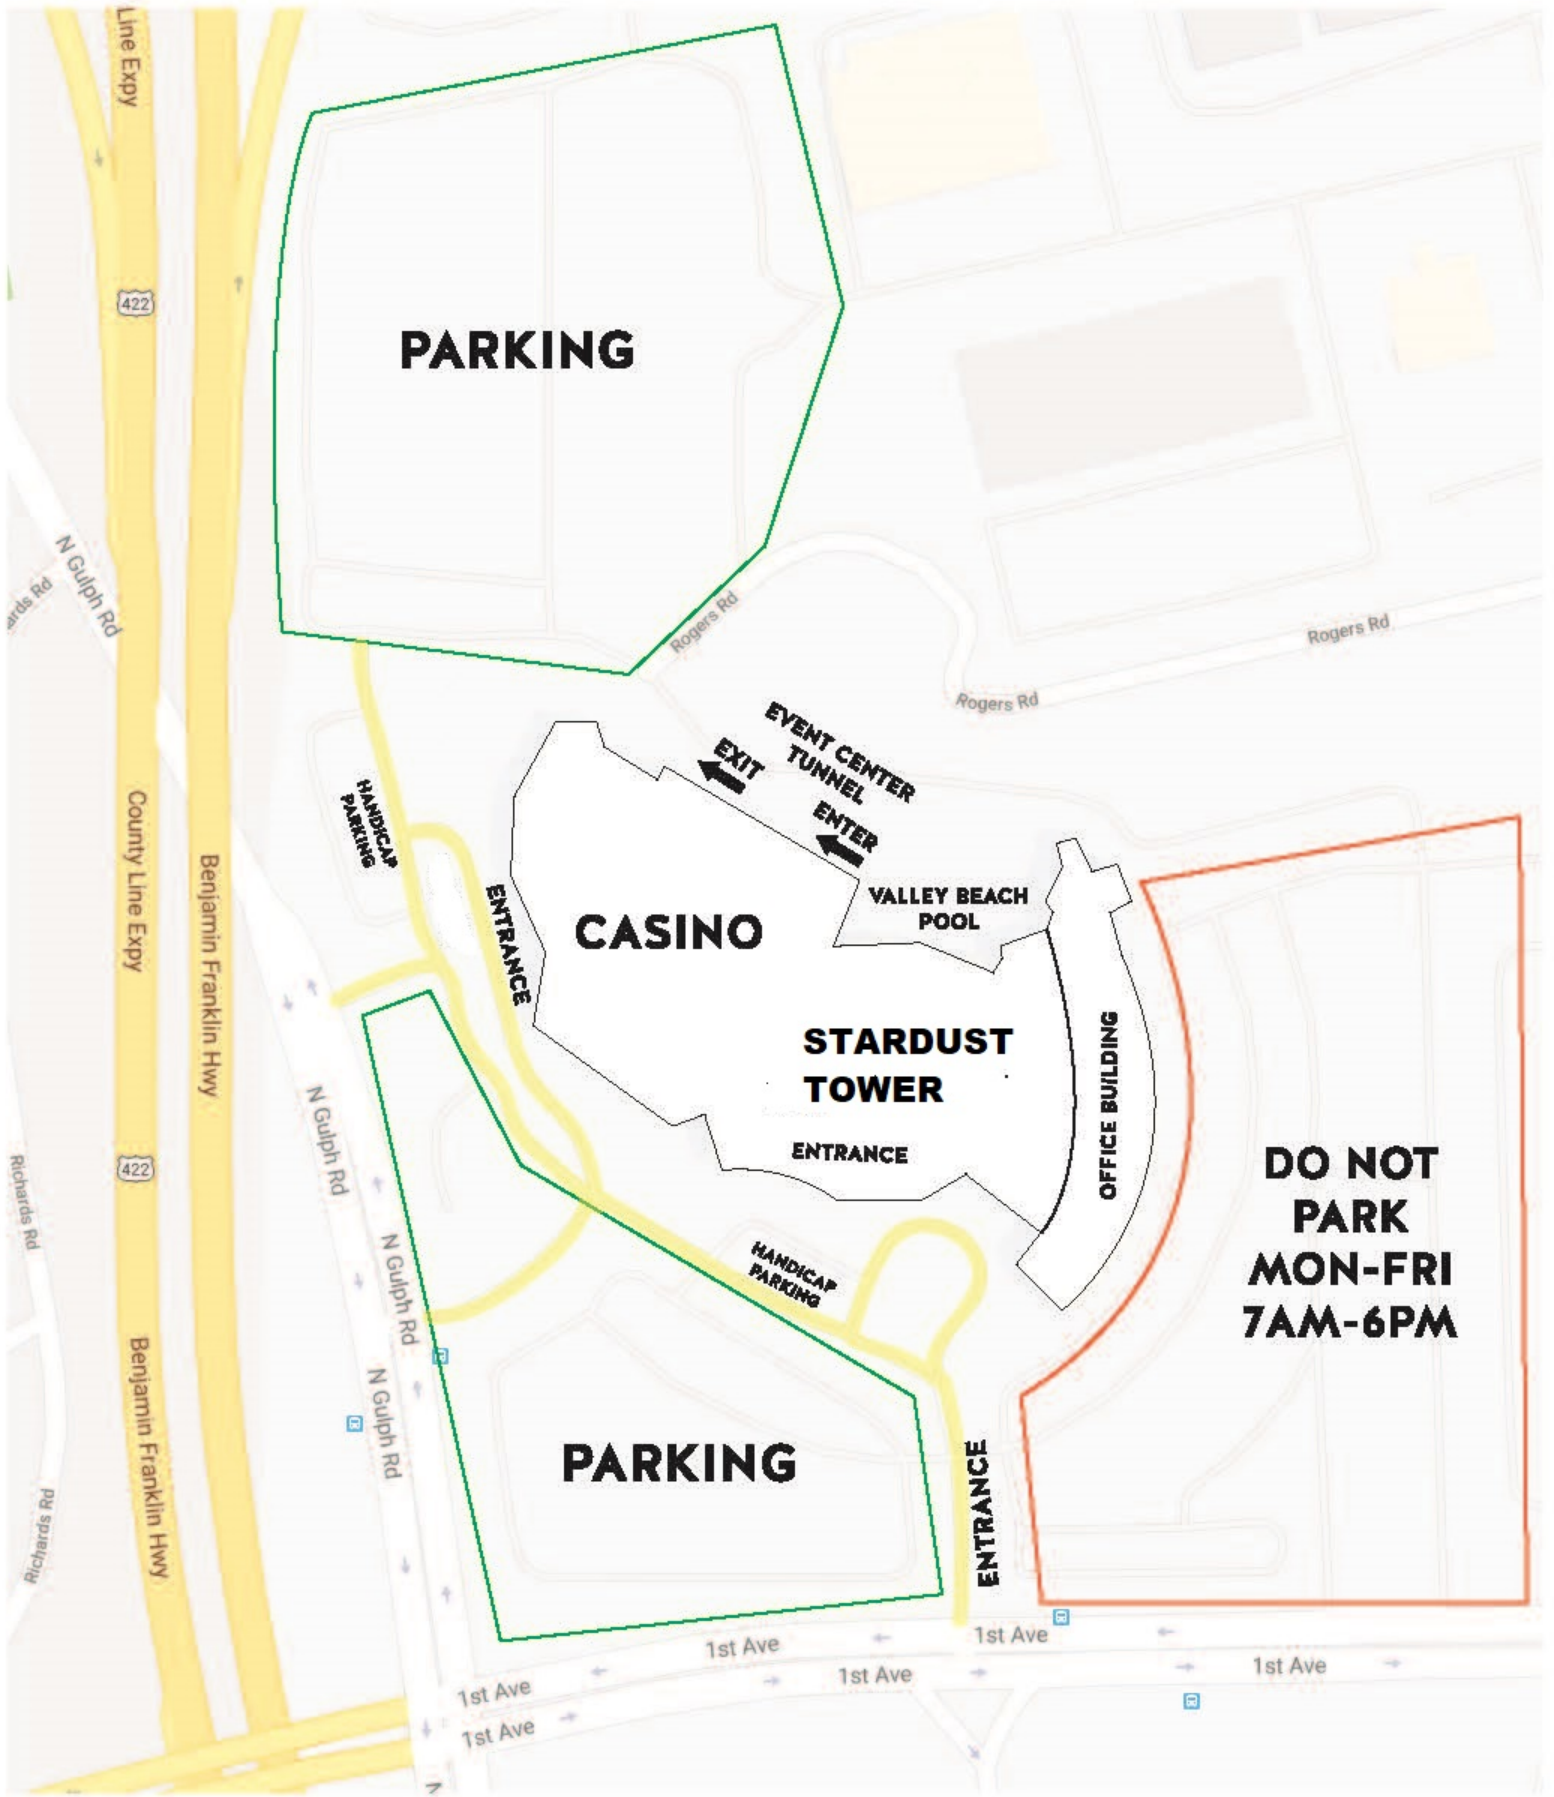 Line Expy
422
PARKING
N Gulph Rd
ards Rd
Rogers Rd
Rogers Rd
Rogers Rd
EVENT CENTER
TUNNEL
EXIT
ENTER
HANDICAP
PARKING
County Line Expy
Benjamin Franklin Hwy
ENTRANCE
CASINO
VALLEY BEACH
POOL
STARDUST
TOWER
OFFICE BUILDING
ENTRANCE
N Gulph Rd
422
Richards Rd
DO NOT
PARK
MON-FRI
7AM-6PM
N Gulph Rd
HANDICAP
PARKING
Benjamin Franklin Hwy
N Gulph Rd
PARKING
ENTRANCE
Richards Rd
1st Ave
1st Ave
1st Ave
1st Ave
1st Ave
1st Ave
N